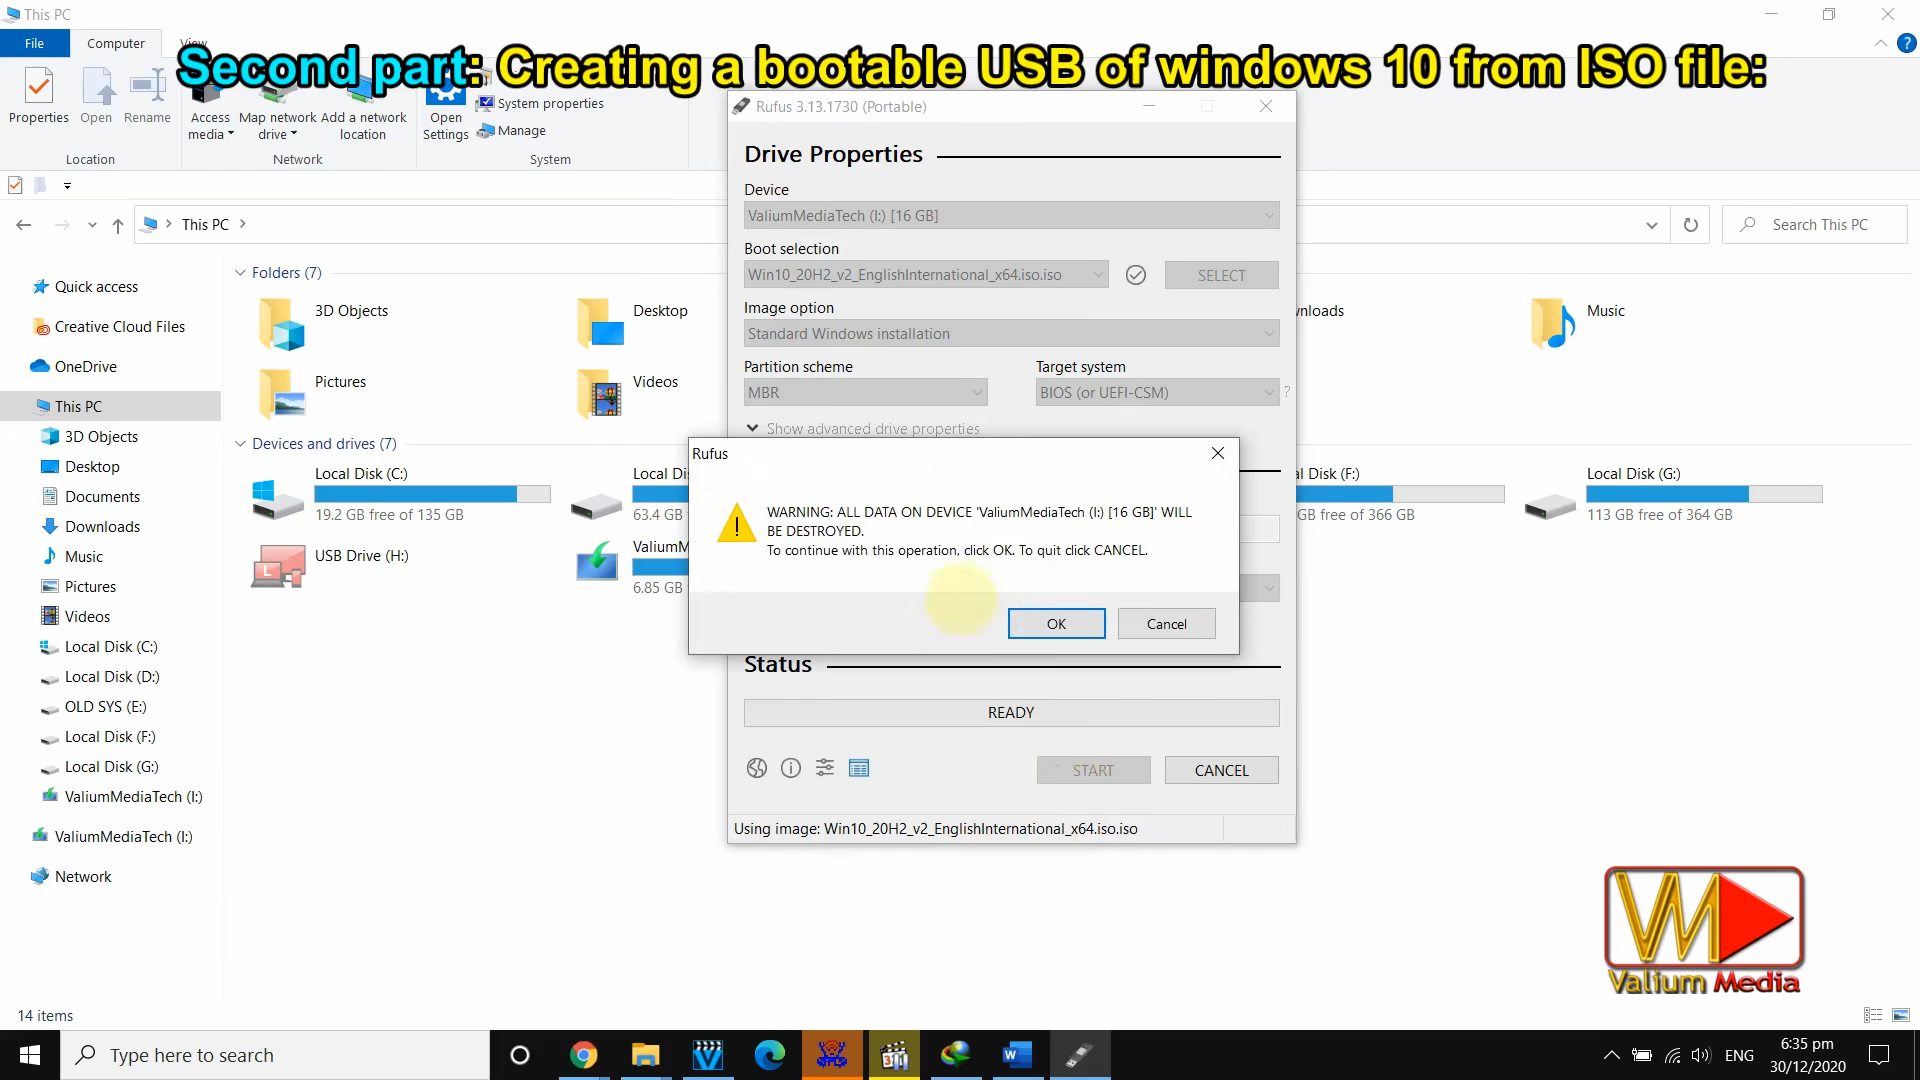 This PC
File
Computer
View
Second part: Creating a bootable USB of windows 10 from ISO file:
Properties
Open
Rename
Access media
Map network drive
Add a network location
Open Settings
System properties
Manage
Location
Network
System
This PC
Search This PC
Quick access
Creative Cloud Files
OneDrive
This PC
3D Objects
Desktop
Documents
Downloads
Music
Pictures
Videos
Local Disk (C:)
Local Disk (D:)
OLD SYS (E:)
Local Disk (F:)
Local Disk (G:)
ValiumMediaTech (I:)
ValiumMediaTech (I:)
Network
Folders (7)
3D Objects
Desktop
nloads
Music
Pictures
Videos
Devices and drives (7)
Local Disk (C:)
19.2 GB free of 135 GB
Local Di
63.4 GB
al Disk (F:)
GB free of 366 GB
Local Disk (G:)
113 GB free of 364 GB
USB Drive (H:)
ValiumM
6.85 GB
Rufus 3.13.1730 (Portable)
Drive Properties
Device
ValiumMediaTech (I:) [16 GB]
Boot selection
Win10_20H2_v2_EnglishInternational_x64.iso.iso
SELECT
Image option
Standard Windows installation
Partition scheme
Target system
MBR
BIOS (or UEFI-CSM)
?
Show advanced drive properties
Rufus
WARNING: ALL DATA ON DEVICE 'ValiumMediaTech (I:) [16 GB]' WILL
BE DESTROYED.
To continue with this operation, click OK. To quit click CANCEL.
OK
Cancel
Status
READY
START
CANCEL
Using image: Win10_20H2_v2_EnglishInternational_x64.iso.iso
VM
Valium Media
14 items
Type here to search
ENG
6:35 pm
30/12/2020